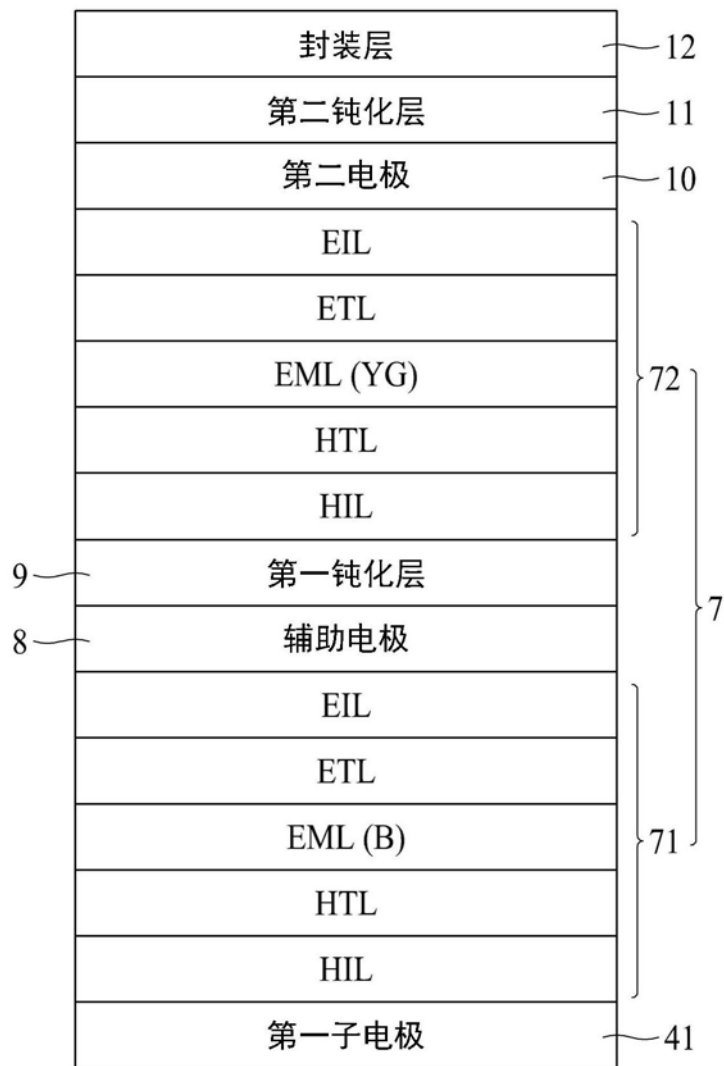 封装层 12
第二钝化层 11
第二电极 10
EIL
ETL
EML (YG) 72
HTL
HIL
9 第一钝化层
7
8 辅助电极
EIL
ETL
EML (B) 71
HTL
HIL
第一子电极 41